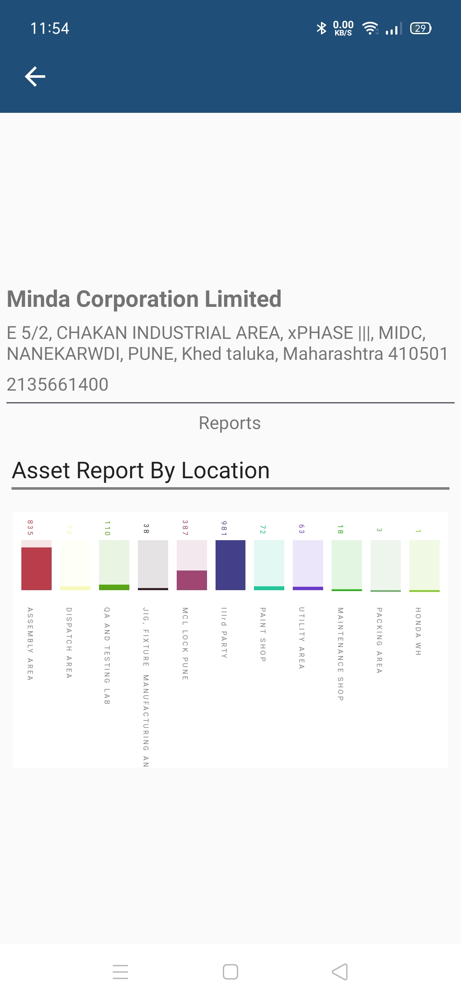 11:54
0.00
KB/S
29
Minda Corporation Limited
E 5/2, CHAKAN INDUSTRIAL AREA, xPHASE |||, MIDC,
NANEKARWDI, PUNE, Khed taluka, Maharashtra 410501
2135661400
Reports
Asset Report By Location
835
74
110
38
387
981
72
63
18
3
1
ASSEMBLY AREA
DISPATCH AREA
QA AND TESTING LAB
JIG, FIXTURE MANUFACTURING AN
MCL LOCK PUNE
IIIrd PARTY
PAINT SHOP
UTILITY AREA
MAINTENANCE SHOP
PACKING AREA
HONDA WH